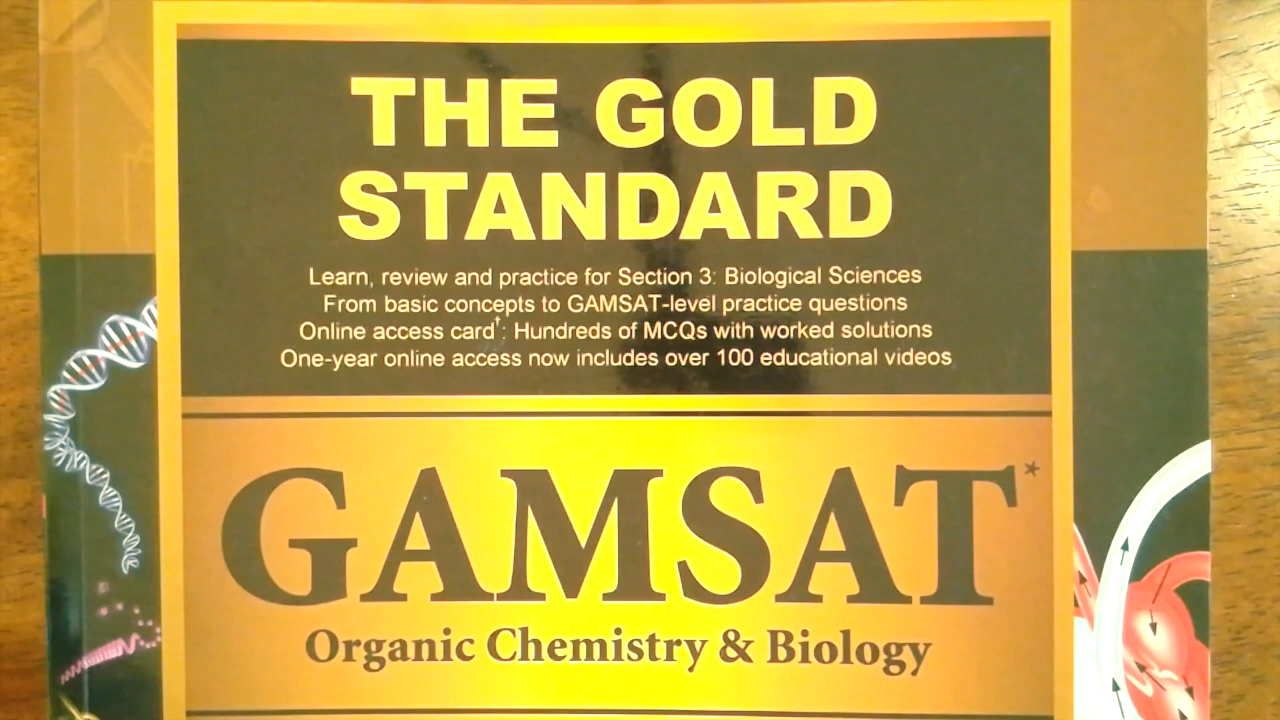 THE GOLD
STANDARD
Learn, review and practice for Section 3: Biological Sciences
From basic concepts to GAMSAT-level practice questions
Online access card†: Hundreds of MCQs with worked solutions
One-year online access now includes over 100 educational videos
GAMSAT*
Organic Chemistry & Biology